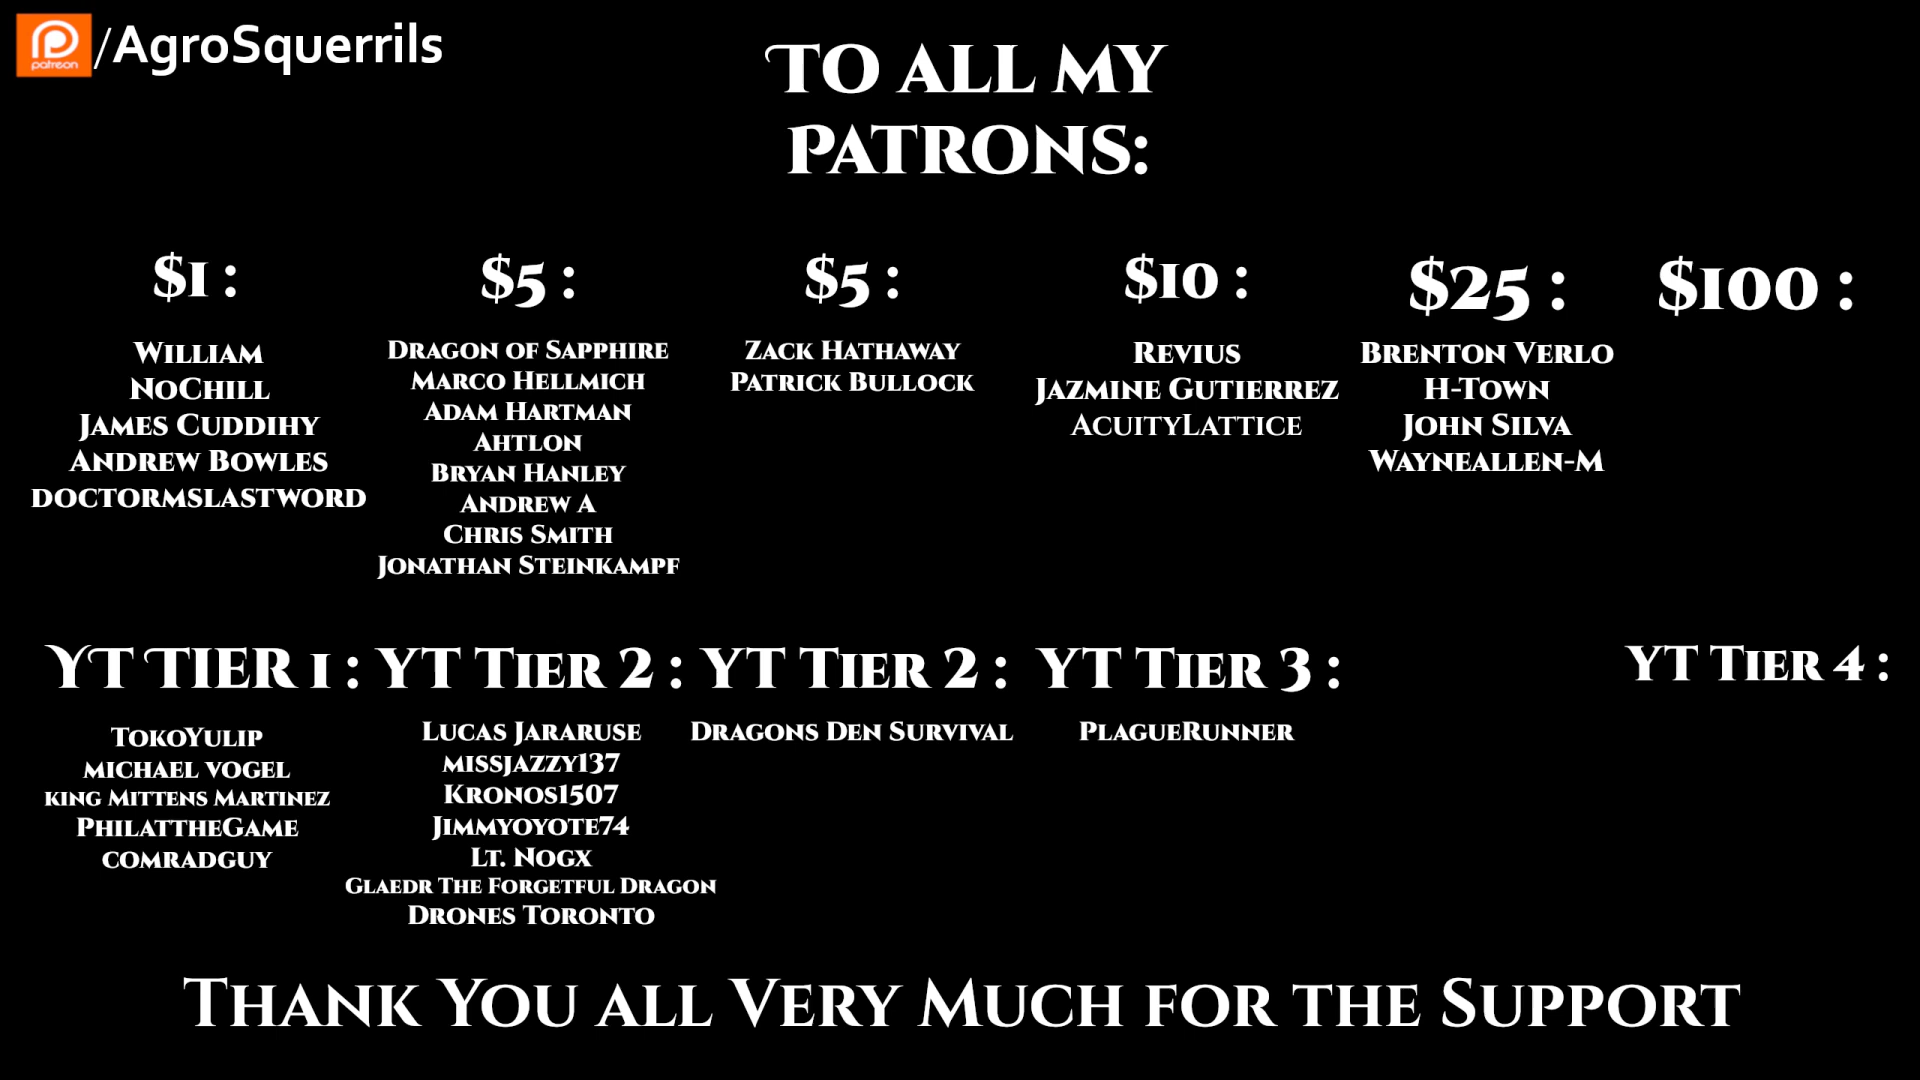 patreon
/AgroSquerrils
To all my
Patrons:
$1 :
William
NoChill
James Cuddihy
Andrew Bowles
doctormslastword
$5 :
Dragon of Sapphire
Marco Hellmich
Adam Hartman
Ahtlon
Bryan Hanley
Andrew A
Chris Smith
Jonathan Steinkampf
$5 :
Zack Hathaway
Patrick Bullock
$10 :
Revius
Jazmine Gutierrez
AcuityLattice
$25 :
Brenton Verlo
H-Town
John Silva
Wayneallen-M
$100 :
YT Tier 1 :
TokoYulip
michael vogel
king Mittens Martinez
PhilattheGame
comradguy
YT Tier 2 :
Lucas Jararuse
missjazzy137
Kronos1507
Jimmyoyote74
Lt. Nogx
Glaedr The Forgetful Dragon
Drones Toronto
YT Tier 2 :
Dragons Den Survival
YT Tier 3 :
PlagueRunner
YT Tier 4 :
Thank You all Very Much for the Support